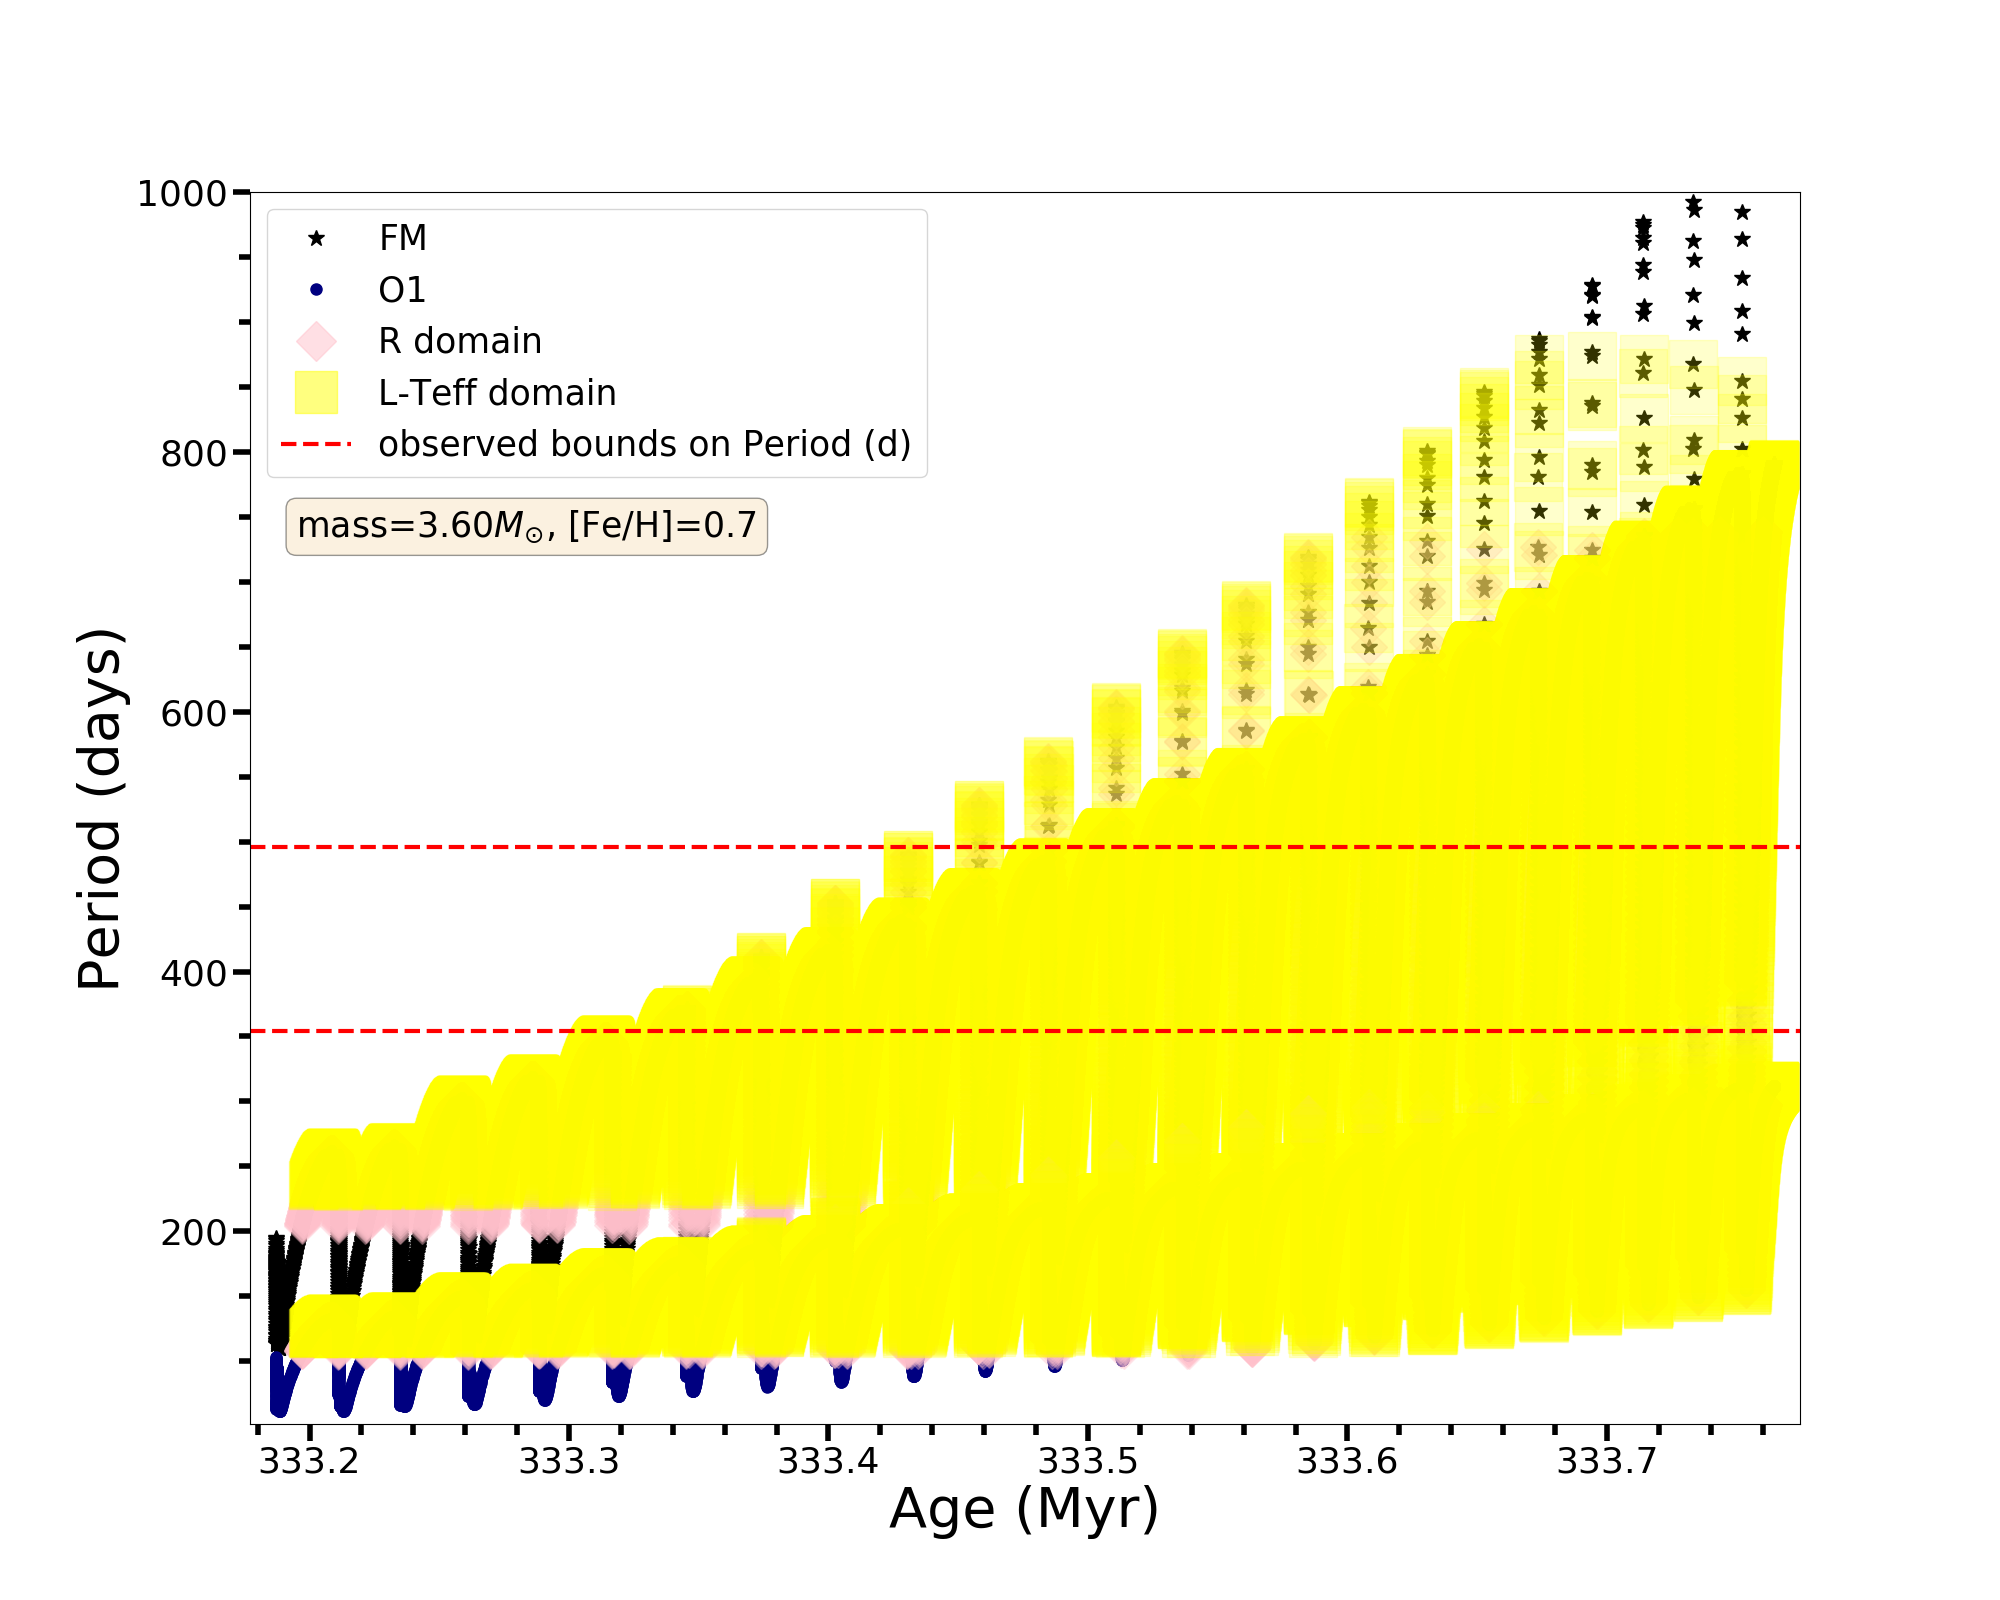 1000
800
600
400
200
Period (days)
FM
O1
R domain
L-Teff domain
observed bounds on Period (d)
mass=3.60M⊙, [Fe/H]=0.7
333.2 333.3 333.4 333.5 333.6 333.7
Age (Myr)